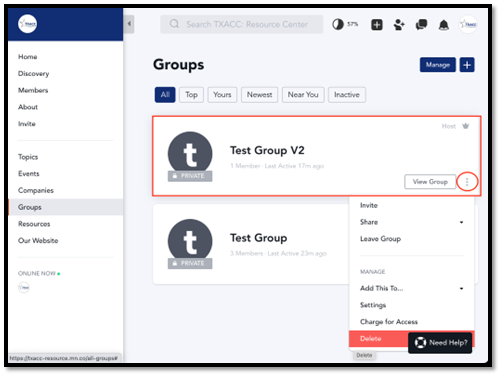 TXACC
Search TXACC: Resource Center
57%
Home
Discovery
Members
About
Invite
Topics
Events
Companies
Groups
Resources
Our Website
ONLINE NOW
Groups
Manage
All
Top
Yours
Newest
Near You
Inactive
Host
t
PRIVATE
Test Group V2
1 Member · Last Active 17m ago
View Group
t
PRIVATE
Test Group
3 Members · Last Active 23m ago
Invite
Share
Leave Group
MANAGE
Add This To...
Settings
Charge for Access
Delete
Need Help?
Delete
https://txacc-resource.mn.co/all-groups#